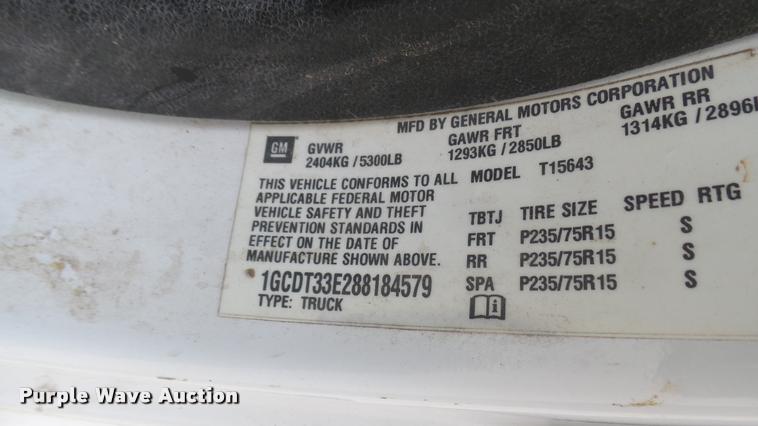 MFD BY GENERAL MOTORS CORPORATION
GM GVWR GAWR FRT GAWR RR
2404KG / 5300LB 1293KG / 2850LB 1314KG / 2896
THIS VEHICLE CONFORMS TO ALL MODEL T15643
APPLICABLE FEDERAL MOTOR
VEHICLE SAFETY AND THEFT TBTJ TIRE SIZE SPEED RTG
PREVENTION STANDARDS IN FRT P235/75R15 S
EFFECT ON THE DATE OF RR P235/75R15 S
MANUFACTURE SHOWN ABOVE. SPA P235/75R15 S
1GCDT33E288184579
TYPE: TRUCK
Purple Wave Auction